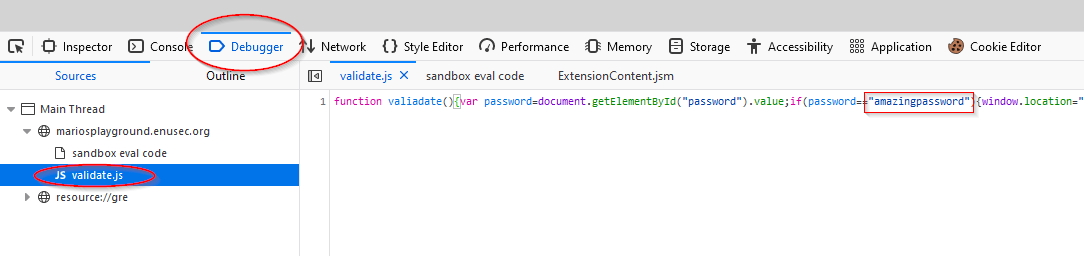 Inspector Console Debugger Network Style Editor Performance Memory Storage Accessibility Application Cookie Editor
Sources Outline validate.js sandbox eval code ExtensionContent.jsm
1 function valiadate(){var password=document.getElementById("password").value;if(password=="amazingpassword"){window.location="
Main Thread
mariosplayground.enusec.org
sandbox eval code
JS validate.js
resource://gre